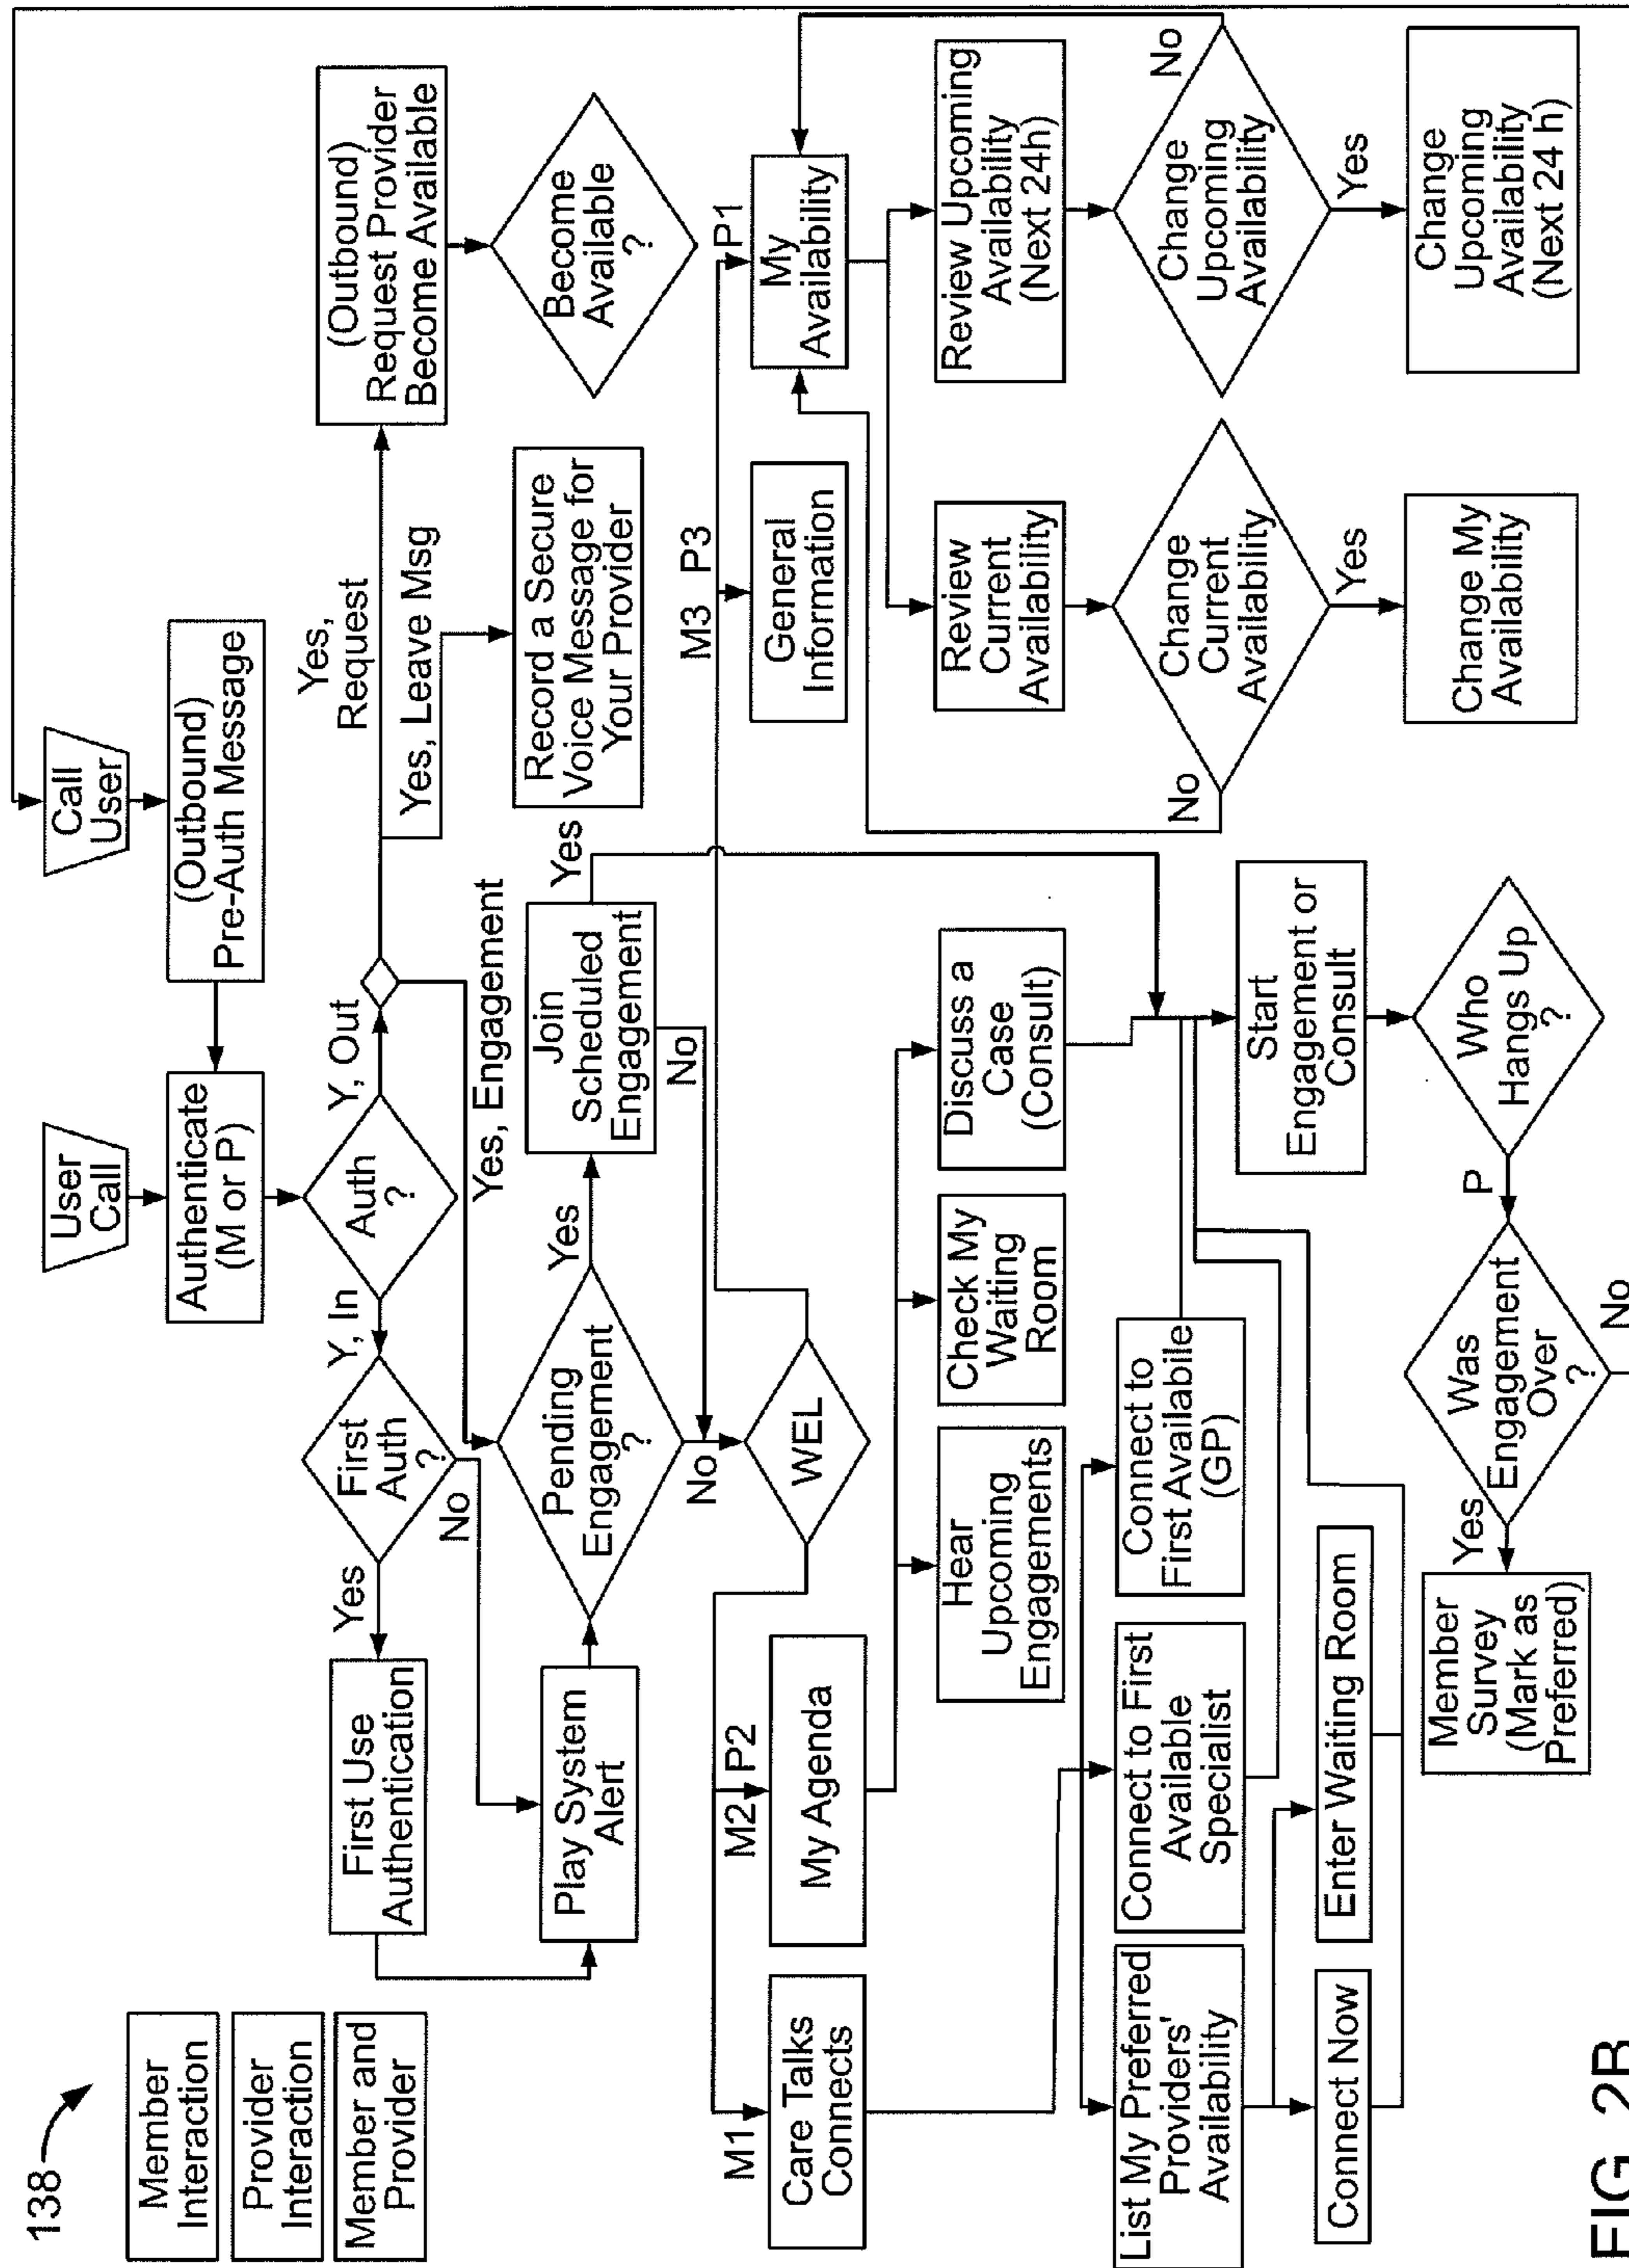 138
Member
Interaction
Provider
Interaction
Member and
Provider
User
Call
Call
User
Authenticate
(M or P)
(Outbound)
Pre-Auth Message
Y, In
Auth
?
Y, Out
Yes,
Request
Yes, Leave Msg
(Outbound)
Request Provider
Become Available
First Use
Authentication
Yes
First
Auth
?
No
Yes, Engagement
Record a Secure
Voice Message for
Your Provider
Become
Available
?
Play System
Alert
Pending
Engagement
?
Yes
Join
Scheduled
Engagement
Yes
No
No
WEL
M1
M2
P2
M3
P3
P1
Care Talks
Connects
My Agenda
General
Information
My
Availability
Hear
Upcoming
Engagements
Check My
Waiting
Room
Discuss a
Case
(Consult)
Review
Current
Availability
Review Upcoming
Availability
(Next 24h)
List My Preferred
Providers'
Availability
Connect to First
Available
Specialist
Connect to
First Availabile
(GP)
No
Change
Current
Availability
Change
Upcoming
Availability
No
Connect Now
Enter Waiting Room
Start
Engagement or
Consult
Yes
Yes
Change My
Availability
Change
Upcoming
Availability
(Next 24 h)
Member
Survey
(Mark as
Preferred)
Yes
Was
Engagement
Over
?
P
Who
Hangs Up
?
No
FIG. 2B